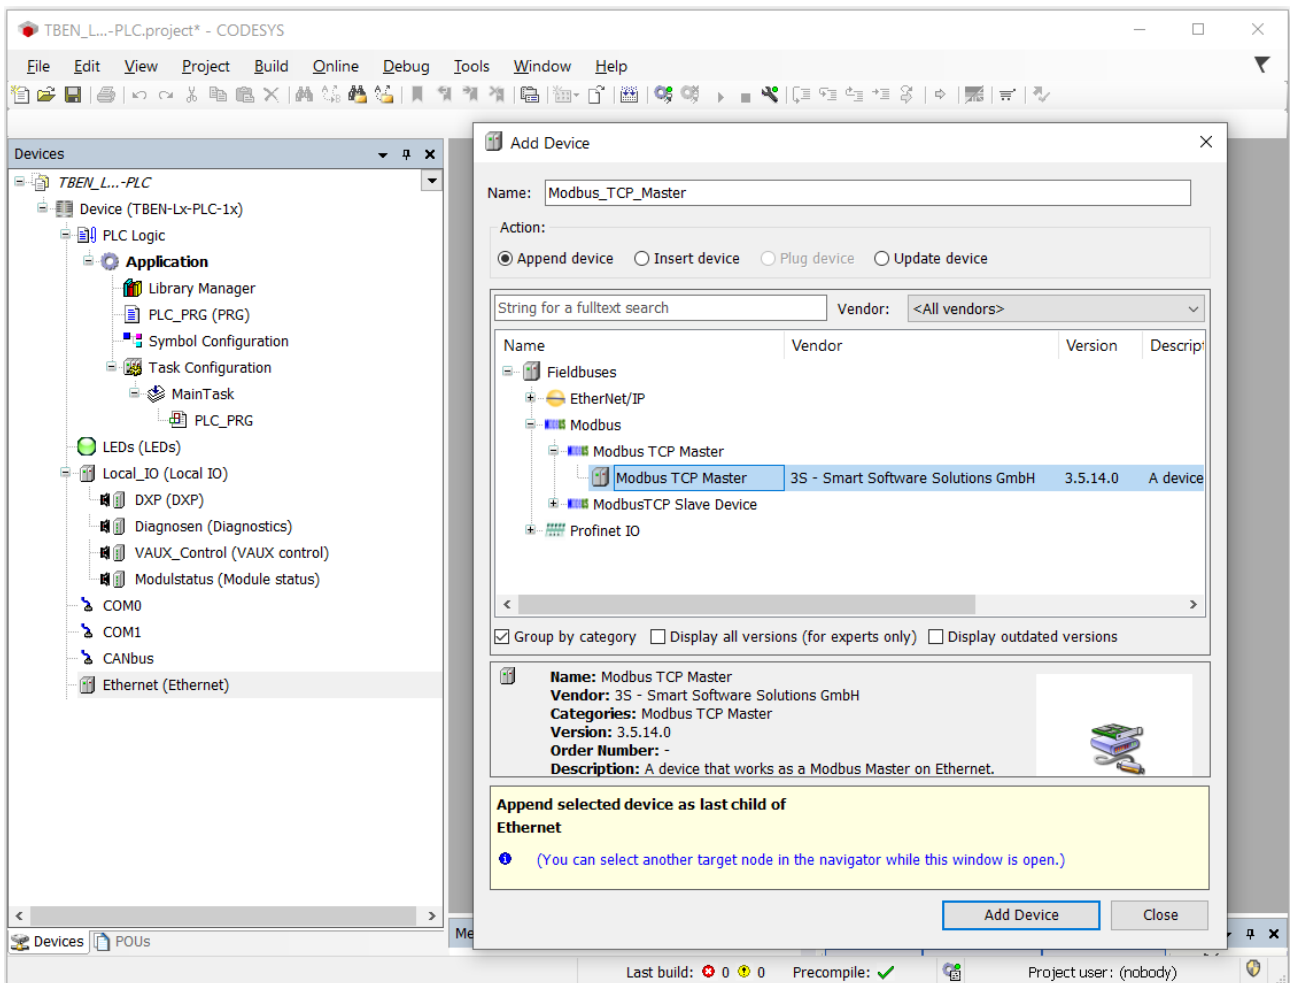 TBEN_L...-PLC.project* - CODESYS
File Edit View Project Build Online Debug Tools Window Help
Devices
TBEN_L...-PLC
Device (TBEN-Lx-PLC-1x)
PLC Logic
Application
Library Manager
PLC_PRG (PRG)
Symbol Configuration
Task Configuration
MainTask
PLC_PRG
LEDs (LEDs)
Local_IO (Local IO)
DXP (DXP)
Diagnosen (Diagnostics)
VAUX_Control (VAUX control)
Modulstatus (Module status)
COM0
COM1
CANbus
Ethernet (Ethernet)
Devices POUs
Add Device
Name: Modbus_TCP_Master
Action:
Append device Insert device Plug device Update device
String for a fulltext search Vendor: <All vendors>
Name Vendor Version Descrip
Fieldbuses
EtherNet/IP
Modbus
Modbus TCP Master
Modbus TCP Master 3S - Smart Software Solutions GmbH 3.5.14.0 A device
ModbusTCP Slave Device
Profinet IO
Group by category Display all versions (for experts only) Display outdated versions
Name: Modbus TCP Master
Vendor: 3S - Smart Software Solutions GmbH
Categories: Modbus TCP Master
Version: 3.5.14.0
Order Number: -
Description: A device that works as a Modbus Master on Ethernet.
Append selected device as last child of
Ethernet
(You can select another target node in the navigator while this window is open.)
Add Device Close
Me
Last build: 0 0 Precompile: Project user: (nobody)